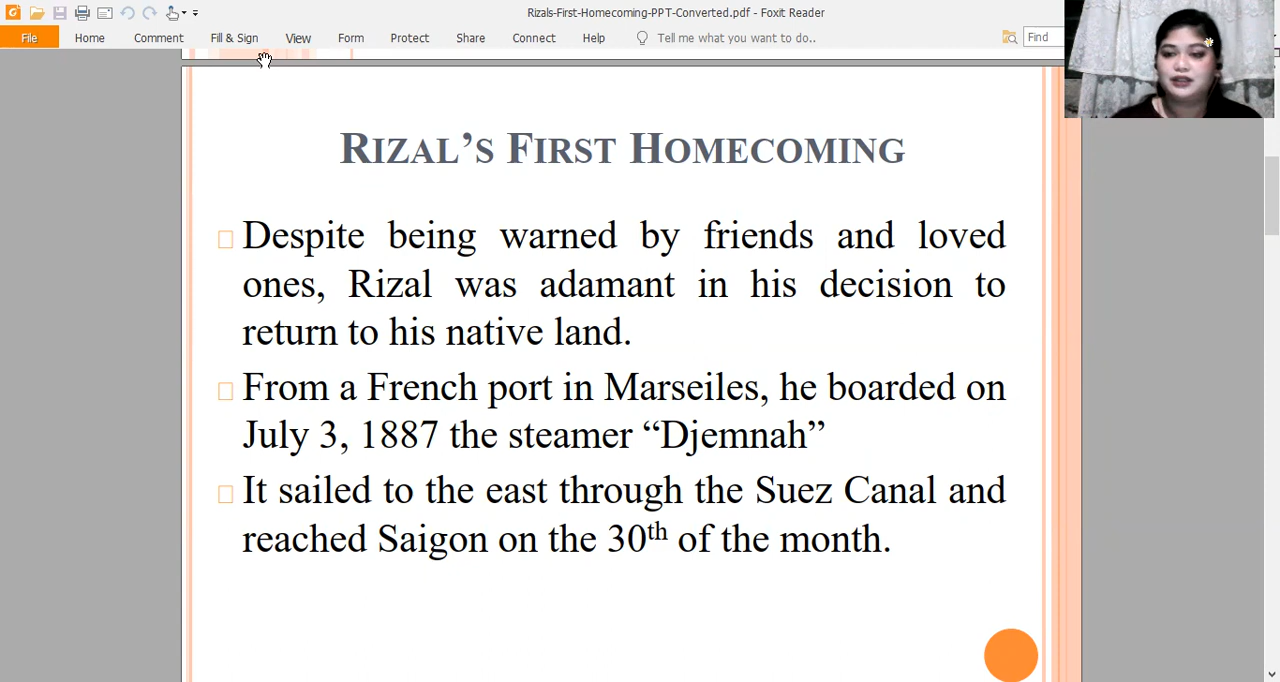 Rizals-First-Homecoming-PPT-Converted.pdf - Foxit Reader
File Home Comment Fill & Sign View Form Protect Share Connect Help Tell me what you want to do.. Find
RIZAL’S FIRST HOMECOMING
Despite being warned by friends and loved
ones, Rizal was adamant in his decision to
return to his native land.
From a French port in Marseiles, he boarded on
July 3, 1887 the steamer “Djemnah”
It sailed to the east through the Suez Canal and
reached Saigon on the 30th of the month.